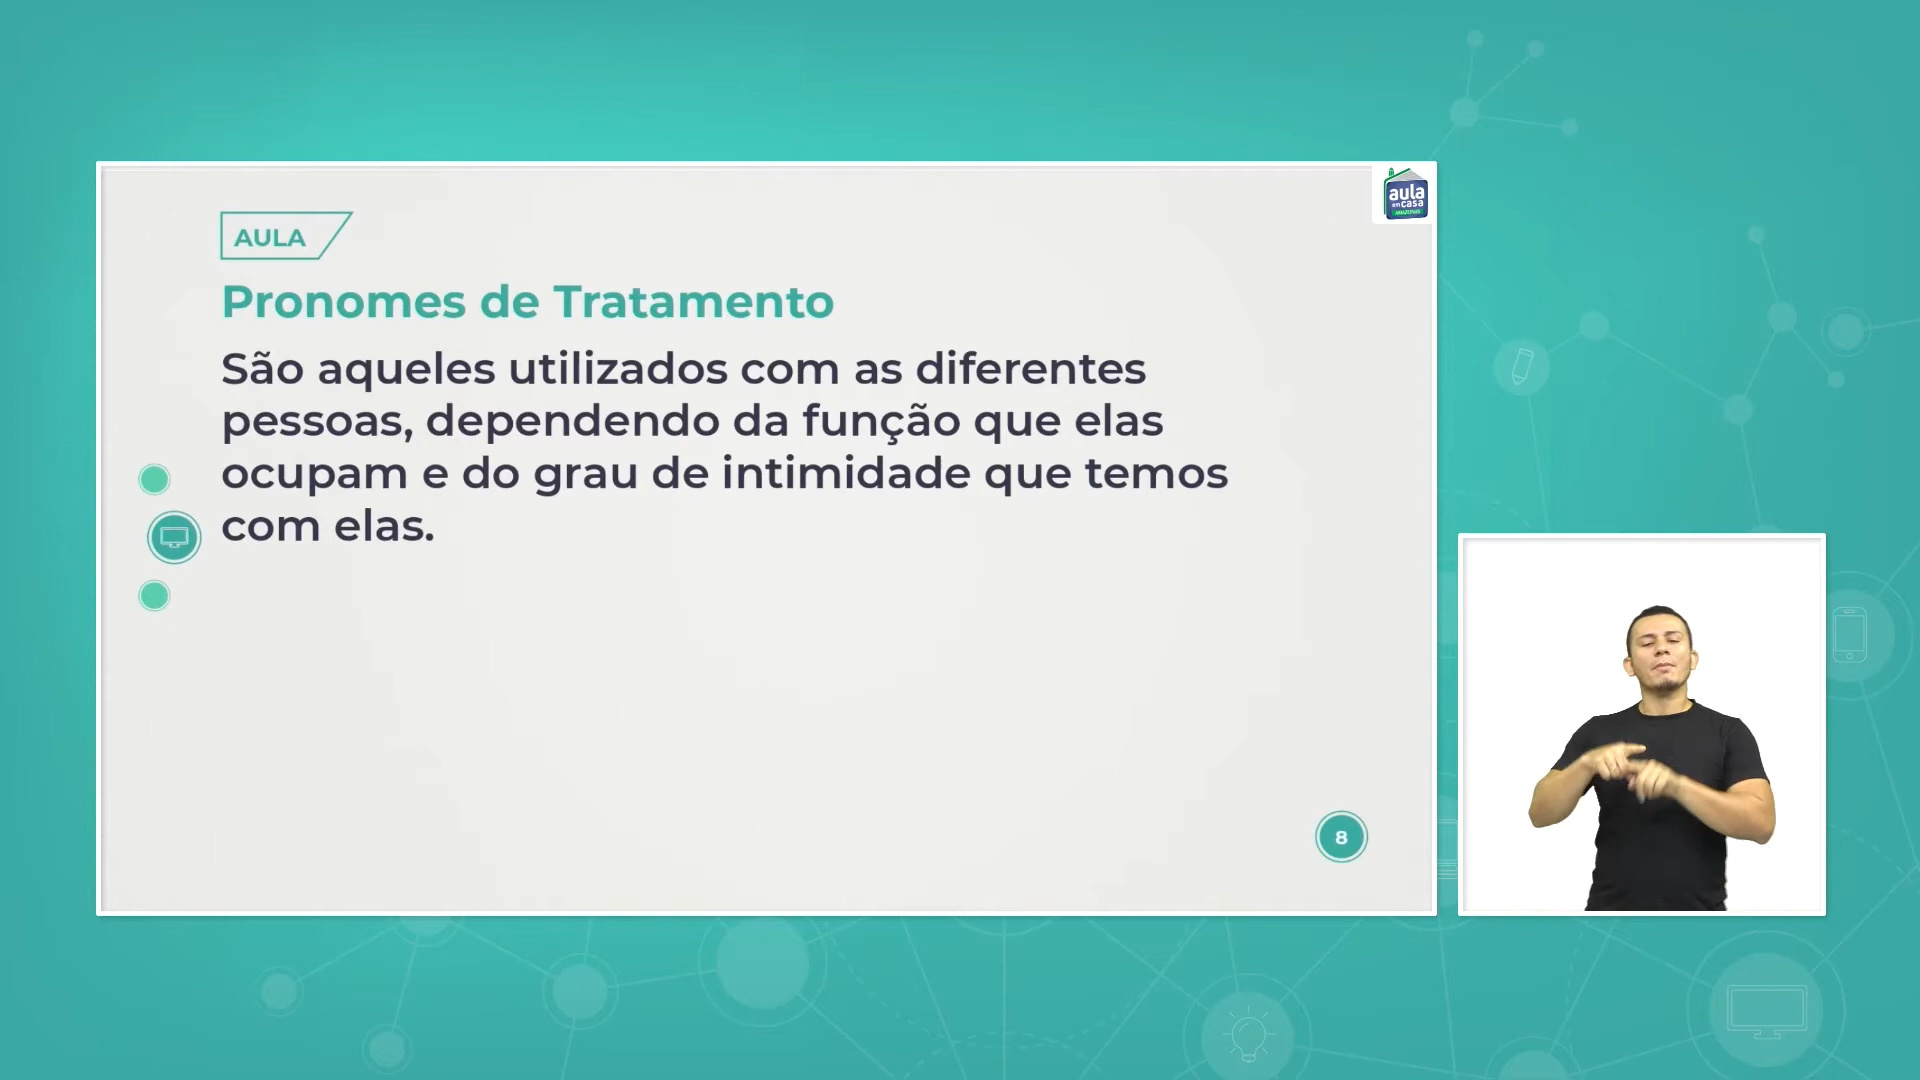 aula
em casa
AMAZONAS
AULA
Pronomes de Tratamento
São aqueles utilizados com as diferentes
pessoas, dependendo da função que elas
ocupam e do grau de intimidade que temos
com elas.
8